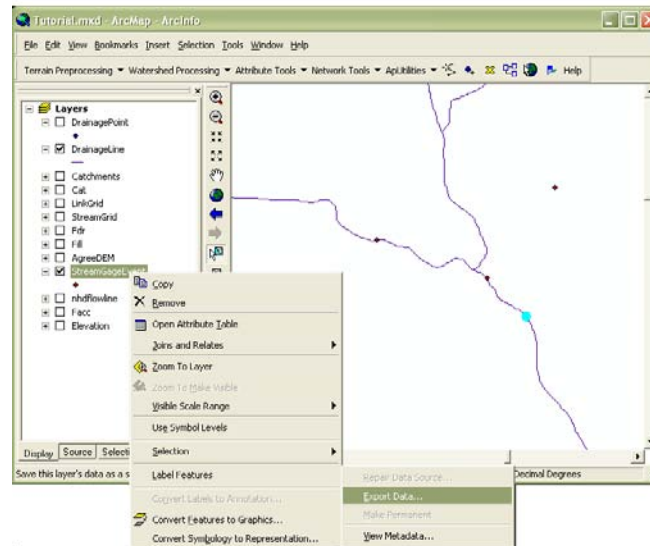 Tutorial.mxd - ArcMap - ArcInfo
File Edit View Bookmarks Insert Selection Tools Window Help
Terrain Preprocessing Watershed Processing Attribute Tools Network Tools ApUtilities Help
Layers
DrainagePoint
DrainageLine
Catchments
Cat
LinkGrid
StreamGrid
Fdr
Fill
AgreeDEM
StreamGageEvent
nhdflowline
Facc
Elevation
Copy
Remove
Open Attribute Table
Joins and Relates
Zoom To Layer
Zoom To Make Visible
Visible Scale Range
Use Symbol Levels
Selection
Label Features
Convert Labels to Annotation...
Convert Features to Graphics...
Convert Symbology to Representation...
Repair Data Source...
Export Data...
Make Permanent
View Metadata...
Display Source Selecti
Save this layer's data as a s
Decimal Degrees